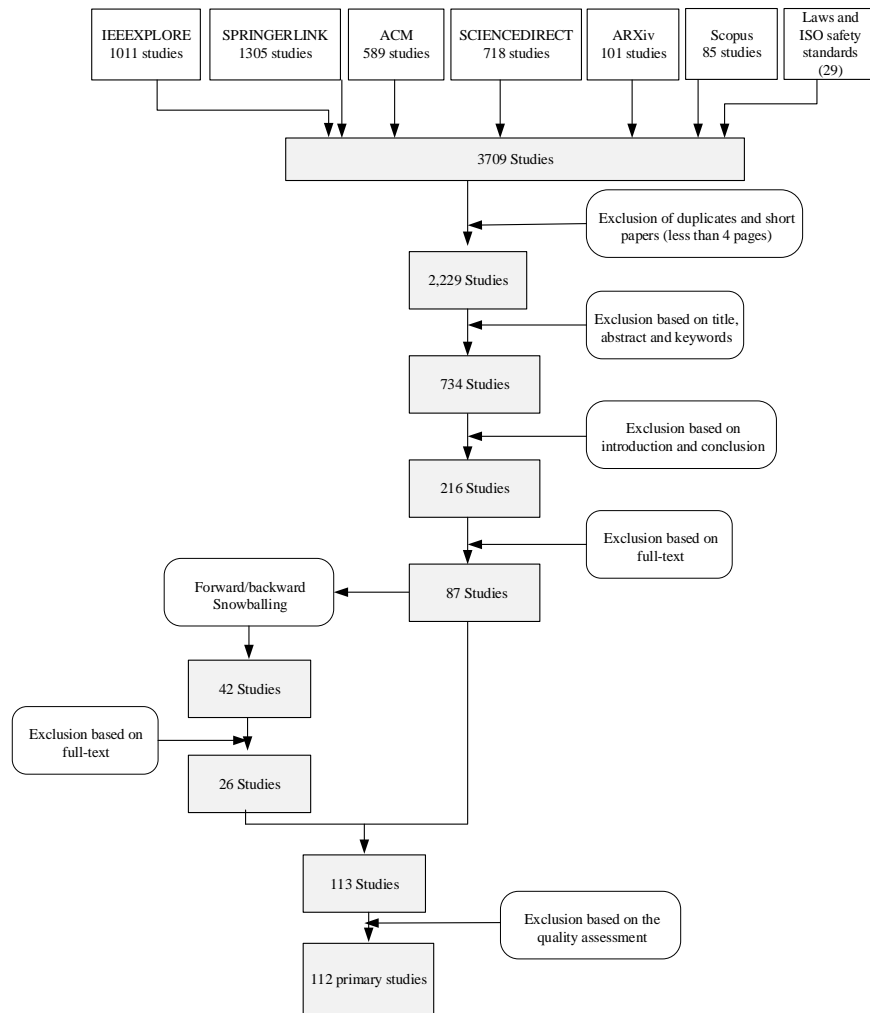 IEEEXPLORE
1011 studies
SPRINGERLINK
1305 studies
ACM
589 studies
SCIENCEDIRECT
718 studies
ARXiv
101 studies
Scopus
85 studies
Laws and
ISO safety
standards
(29)
3709 Studies
Exclusion of duplicates and short
papers (less than 4 pages)
2,229 Studies
Exclusion based on title,
abstract and keywords
734 Studies
Exclusion based on
introduction and conclusion
216 Studies
Exclusion based on
full-text
87 Studies
Forward/backward
Snowballing
42 Studies
Exclusion based on
full-text
26 Studies
113 Studies
Exclusion based on the
quality assessment
112 primary studies